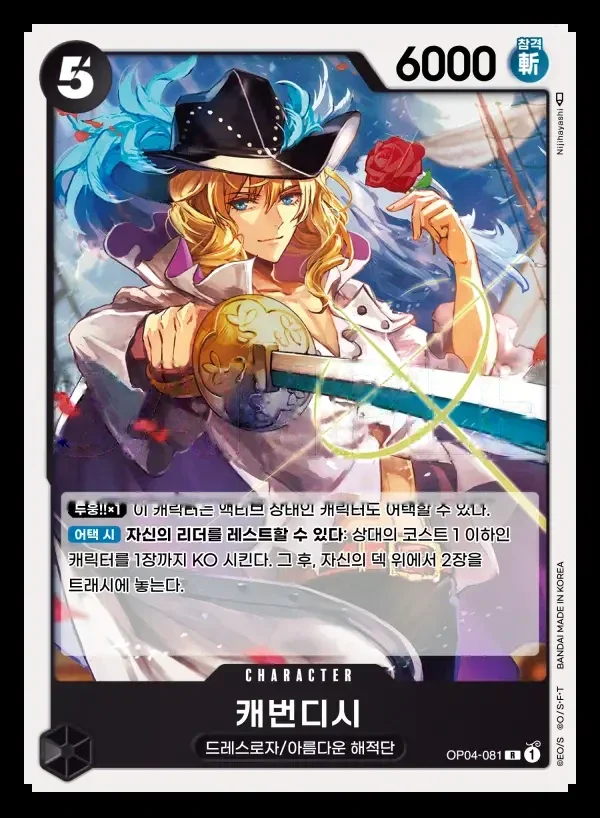 5
6000
참격
斬
Nijihayashi
두웅!!×1 이 캐릭터는 액티브 상태인 캐릭터도 어택할 수 있다.
어택 시 자신의 리더를 레스트할 수 있다: 상대의 코스트 1 이하인
캐릭터를 1장까지 KO 시킨다. 그 후, 자신의 덱 위에서 2장을
트래시에 놓는다.
BANDAI MADE IN KOREA
©EO/S ©O/S·F·T
CHARACTER
캐번디시
드레스로자/아름다운 해적단
OP04-081 R 1